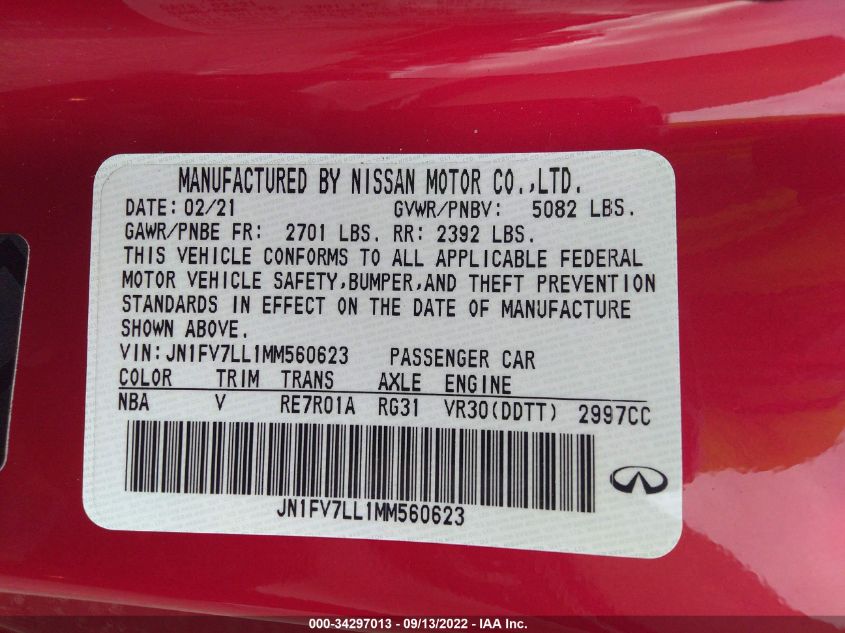 MANUFACTURED BY NISSAN MOTOR CO.,LTD.
DATE: 02/21 GVWR/PNBV: 5082 LBS.
GAWR/PNBE FR: 2701 LBS. RR: 2392 LBS.
THIS VEHICLE CONFORMS TO ALL APPLICABLE FEDERAL
MOTOR VEHICLE SAFETY,BUMPER,AND THEFT PREVENTION
STANDARDS IN EFFECT ON THE DATE OF MANUFACTURE
SHOWN ABOVE.
VIN:JN1FV7LL1MM560623 PASSENGER CAR
COLOR TRIM TRANS AXLE ENGINE
NBA V RE7R01A RG31 VR30(DDTT) 2997CC
JN1FV7LL1MM560623
000-34297013 - 09/13/2022 - IAA Inc.